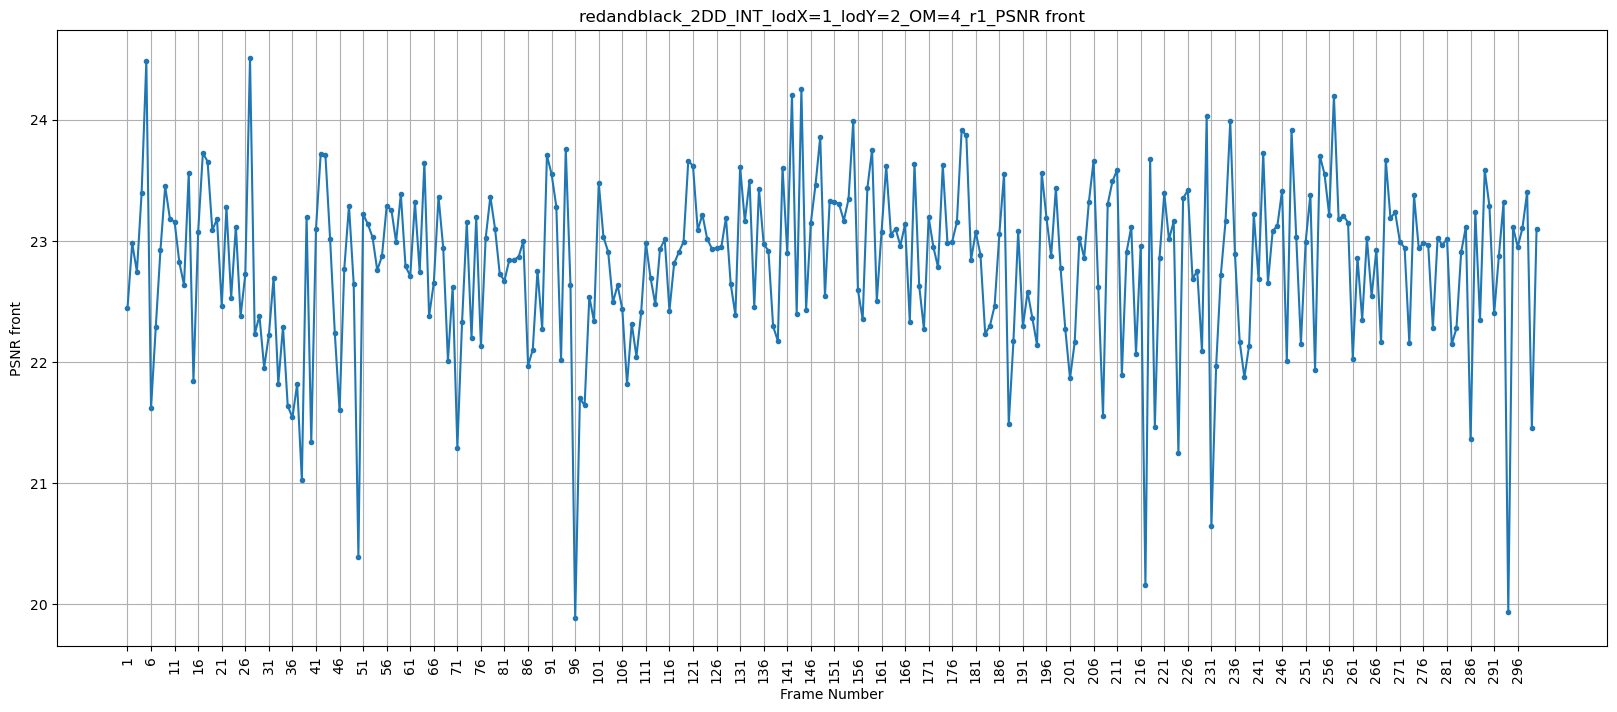 redandblack_2DD_INT_lodX=1_lodY=2_OM=4_r1_PSNR front
PSNR front
24
23
22
21
20
1 6 11 16 21 26 31 36 41 46 51 56 61 66 71 76 81 86 91 96 101 106 111 116 121 126 131 136 141 146 151 156 161 166 171 176 181 186 191 196 201 206 211 216 221 226 231 236 241 246 251 256 261 266 271 276 281 286 291 296
Frame Number